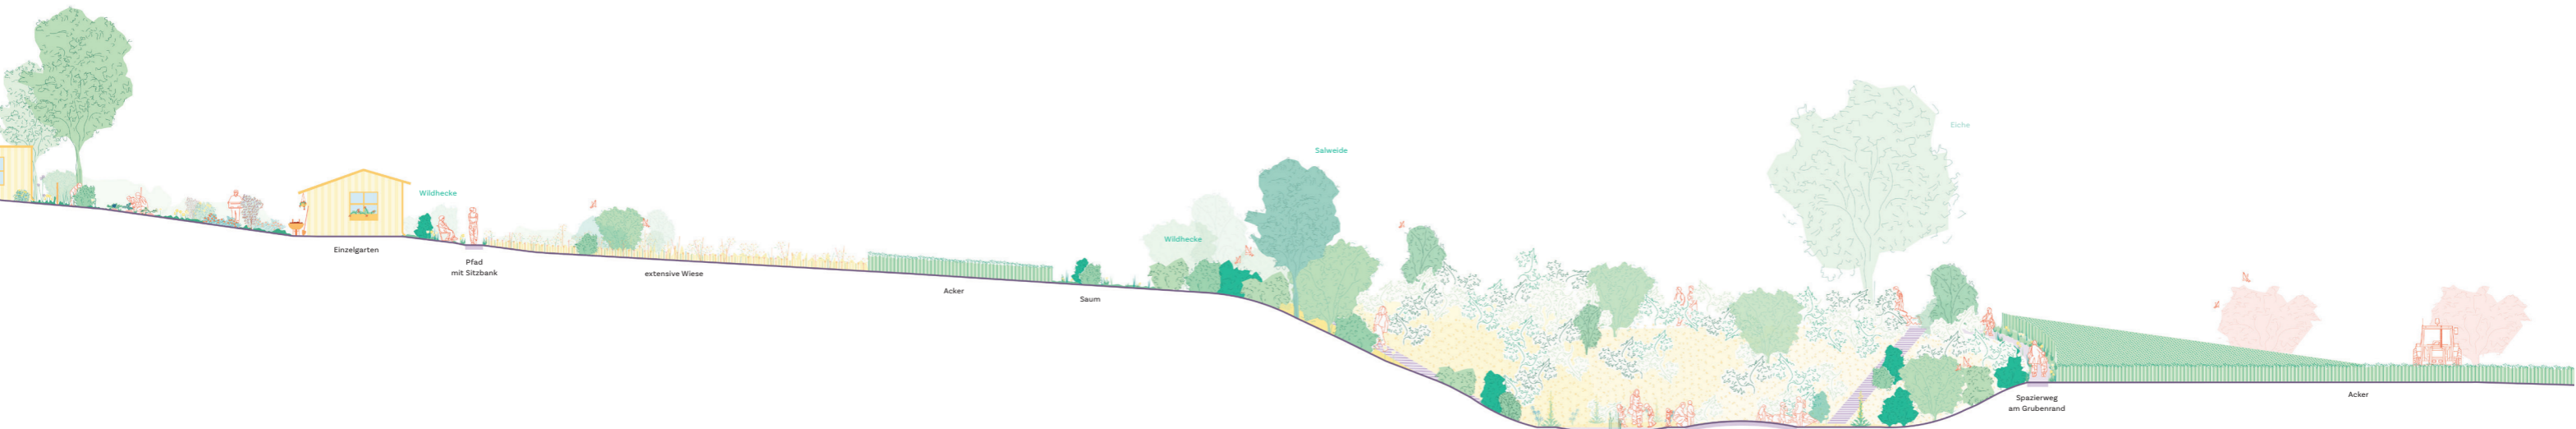 Einzelgarten
Wildhecke
Pfad
mit Sitzbank
extensive Wiese
Acker
Saum
Wildhecke
Salweide
Eiche
Spazierweg
am Grubenrand
Acker